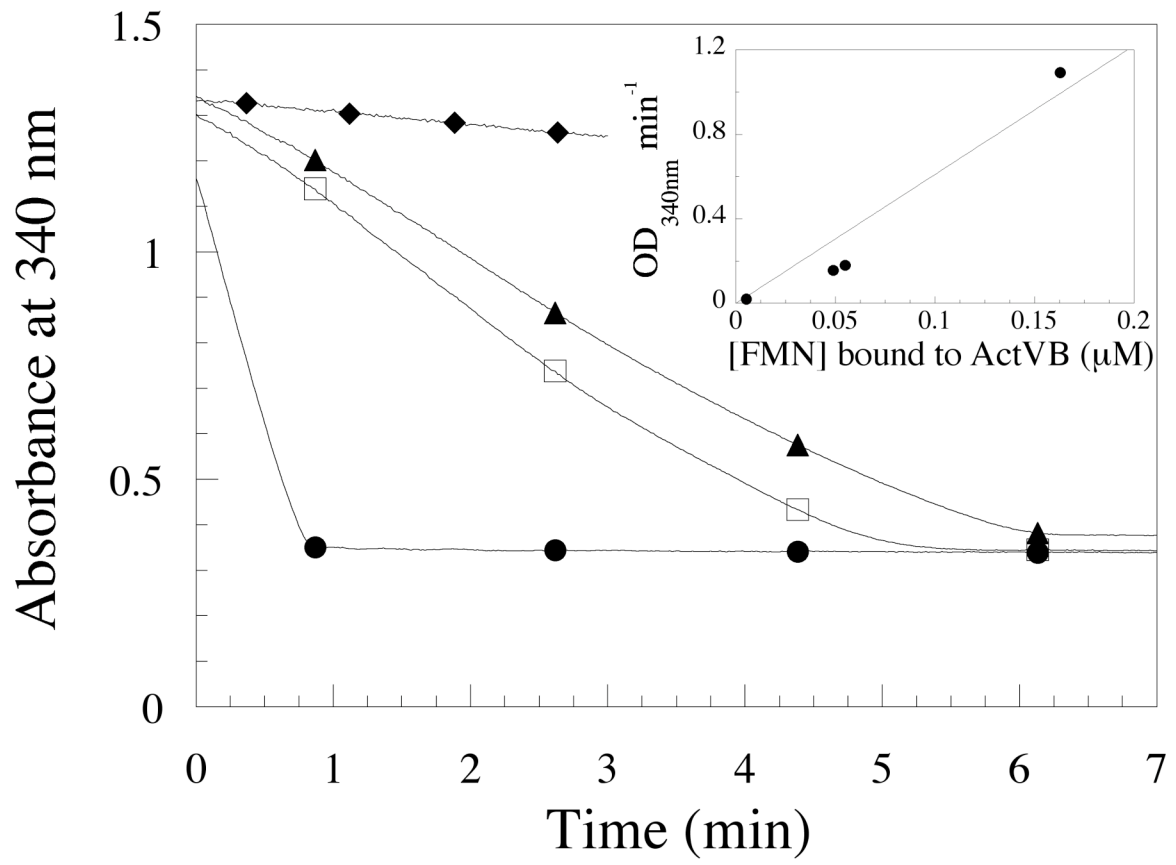 Absorbance at 340 nm
1.5
1
0.5
0
0 1 2 3 4 5 6 7
Time (min)
OD 340nm min -1
1.2
0.8
0.4
0
0 0.05 0.1 0.15 0.2
[FMN] bound to ActVB (μM)